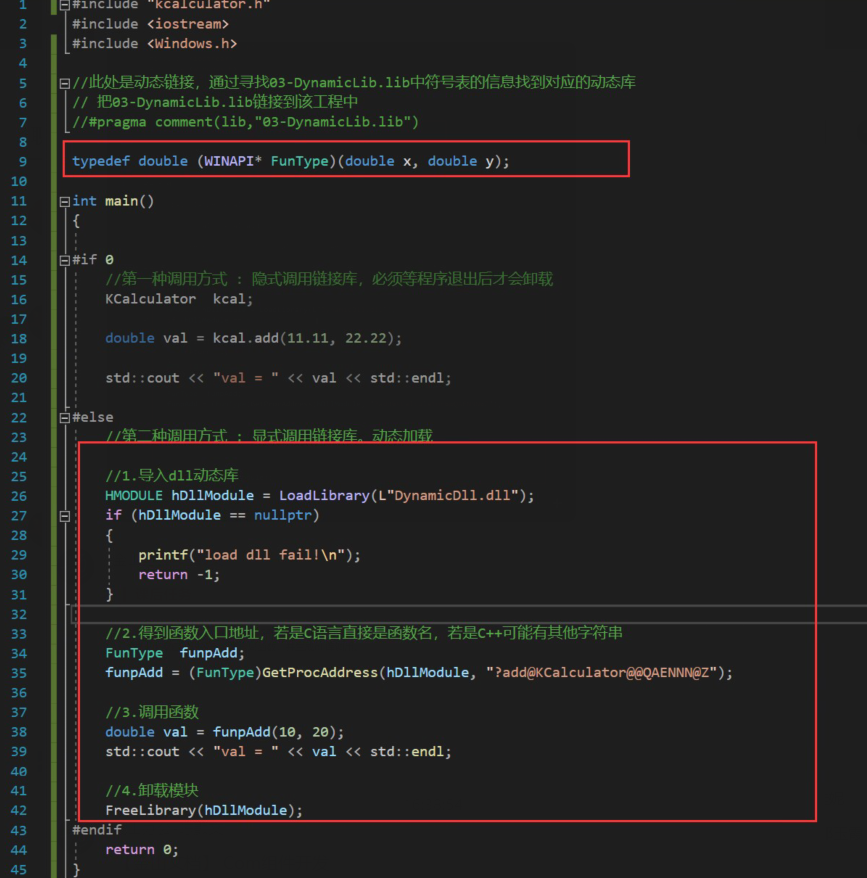 1 #include "kcalculator.h"
2 #include <iostream>
3 #include <Windows.h>
4
5 //此处是动态链接，通过寻找03-DynamicLib.lib中符号表的信息找到对应的动态库
6 // 把03-DynamicLib.lib链接到该工程中
7 //#pragma comment(lib,"03-DynamicLib.lib")
8
9 typedef double (WINAPI* FunType)(double x, double y);
10
11 int main()
12 {
13
14 #if 0
15 //第一种调用方式 ：隐式调用链接库，必须等程序退出后才会卸载
16 KCalculator  kcal;
17
18 double val = kcal.add(11.11, 22.22);
19
20 std::cout << "val = " << val << std::endl;
21
22 #else
23 //第二种调用方式 ：显式调用链接库。动态加载
24
25 //1.导入dll动态库
26 HMODULE hDllModule = LoadLibrary(L"DynamicDll.dll");
27 if (hDllModule == nullptr)
28 {
29 printf("load dll fail!\n");
30 return -1;
31 }
32
33 //2.得到函数入口地址，若是C语言直接是函数名，若是C++可能有其他字符串
34 FunType  funpAdd;
35 funpAdd = (FunType)GetProcAddress(hDllModule, "?add@KCalculator@@QAENNN@Z");
36
37 //3.调用函数
38 double val = funpAdd(10, 20);
39 std::cout << "val = " << val << std::endl;
40
41 //4.卸载模块
42 FreeLibrary(hDllModule);
43 #endif
44 return 0;
45 }